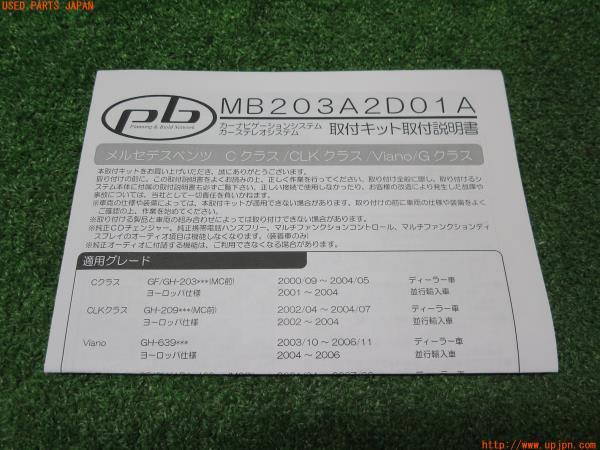 USED PARTS JAPAN
pb
Planning & Build Network
MB203A2D01A
カーナビゲーションシステム
カーステレオシステム
取付キット取付説明書
メルセデスベンツ Cクラス/CLKクラス/Viano/Gクラス
本取付キットをお買い上げいただき、誠にありがとうございます。
取り付けの前に、この取付説明書をよくお読みの上、正しく作業を行ってください。取り付け全般に際し、取り付けるシ
ステム本体に付属の取付説明書も必ずご覧下さい。正しい接続で使用しなかったり、お客様の改造により発生した故障や
事故については、当社として一切責任を負いかねます。
※車両の仕様や装備によっては、本取付キットが適用できない場合があります。取り付けの前に車両の仕様や装備をよく
ご確認の上、作業を始めてください。
※取り付ける製品と車両の組み合わせによっては取り付けできない場合があります。
※純正CDチェンジャー、純正携帯電話ハンズフリー、マルチファンクションコントロール、マルチファンクションディ
スプレイのオーディオ項目は機能しなくなります。(装着車のみ)
※純正オーディオに付随する機能は、ご利用できなくなる場合があります。
適用グレード
Cクラス GF/GH-203***(MC前) 2000/09 ～ 2004/05 ディーラー車
ヨーロッパ仕様 2001 ～ 2004 並行輸入車
CLKクラス GH-209***(MC前) 2002/04 ～ 2004/07 ディーラー車
ヨーロッパ仕様 2002 ～ 2004 並行輸入車
Viano GH-639*** 2003/10 ～ 2006/11 ディーラー車
ヨーロッパ仕様 2004 ～ 2006 並行輸入車
http://www.upjpn.com